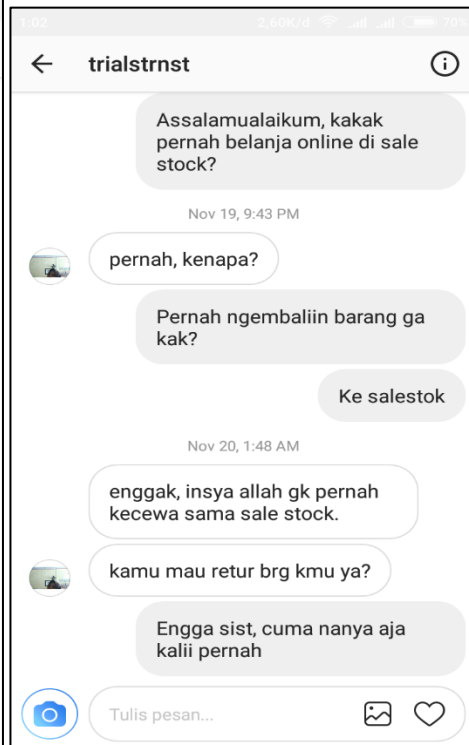 1:02 2,60K/d 70%
trialstrnst
Assalamualaikum, kakak
pernah belanja online di sale
stock?
Nov 19, 9:43 PM
pernah, kenapa?
Pernah ngembaliin barang ga
kak?
Ke salestok
Nov 20, 1:48 AM
enggak, insya allah gk pernah
kecewa sama sale stock.
kamu mau retur brg kmu ya?
Engga sist, cuma nanya aja
kalii pernah
Tulis pesan...